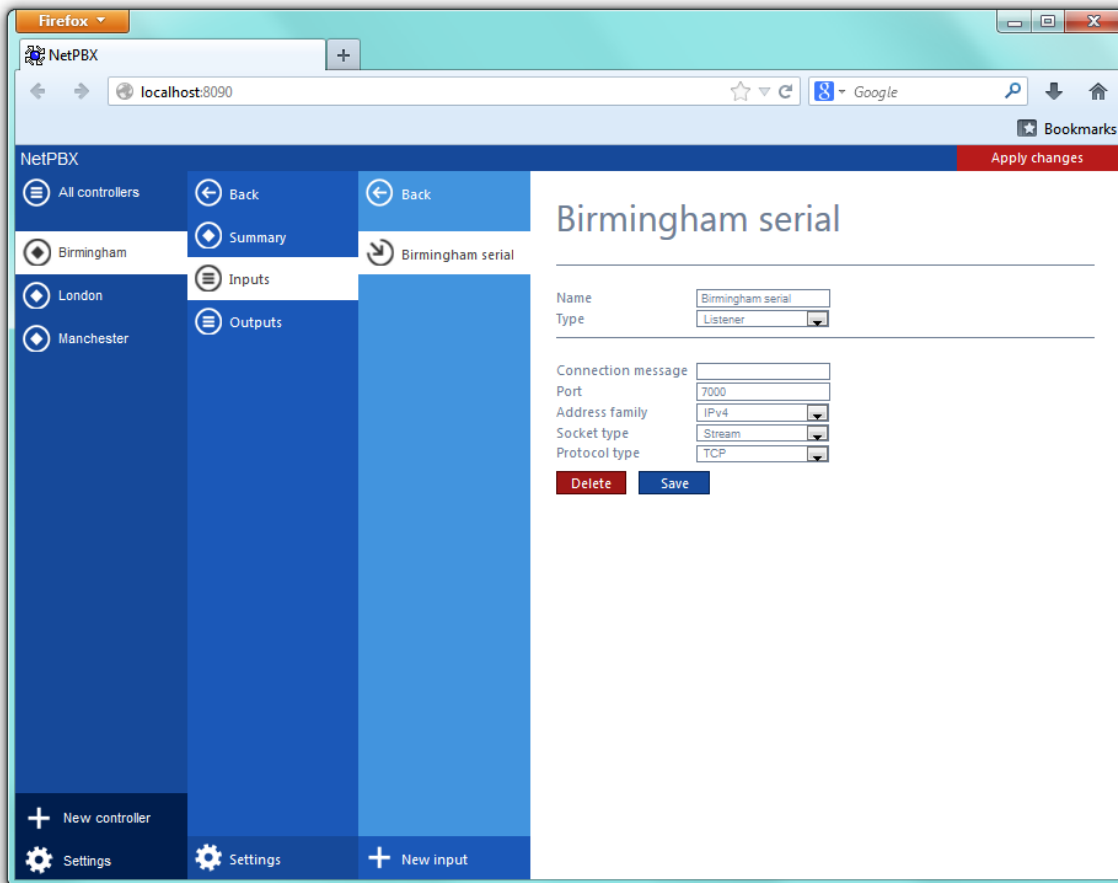 Firefox
NetPBX
localhost:8090
Google
Bookmarks
NetPBX
Apply changes
All controllers
Birmingham
London
Manchester
New controller
Settings
Back
Summary
Inputs
Outputs
Settings
Back
Birmingham serial
New input
Birmingham serial
Name Birmingham serial
Type Listener
Connection message
Port 7000
Address family IPv4
Socket type Stream
Protocol type TCP
Delete Save